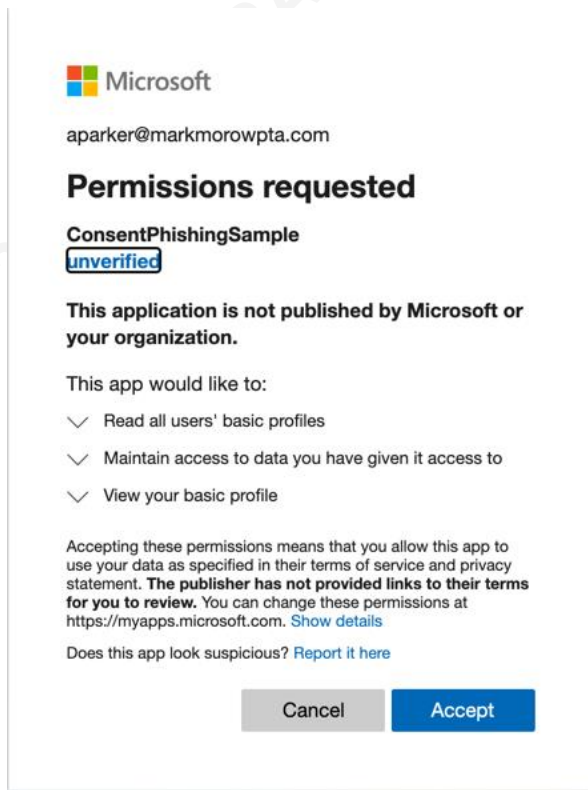 Microsoft
aparker@markmorowpta.com
Permissions requested
ConsentPhishingSample
unverified
This application is not published by Microsoft or
your organization.
This app would like to:
Read all users' basic profiles
Maintain access to data you have given it access to
View your basic profile
Accepting these permissions means that you allow this app to
use your data as specified in their terms of service and privacy
statement. The publisher has not provided links to their terms
for you to review. You can change these permissions at
https://myapps.microsoft.com. Show details
Does this app look suspicious? Report it here
Cancel Accept